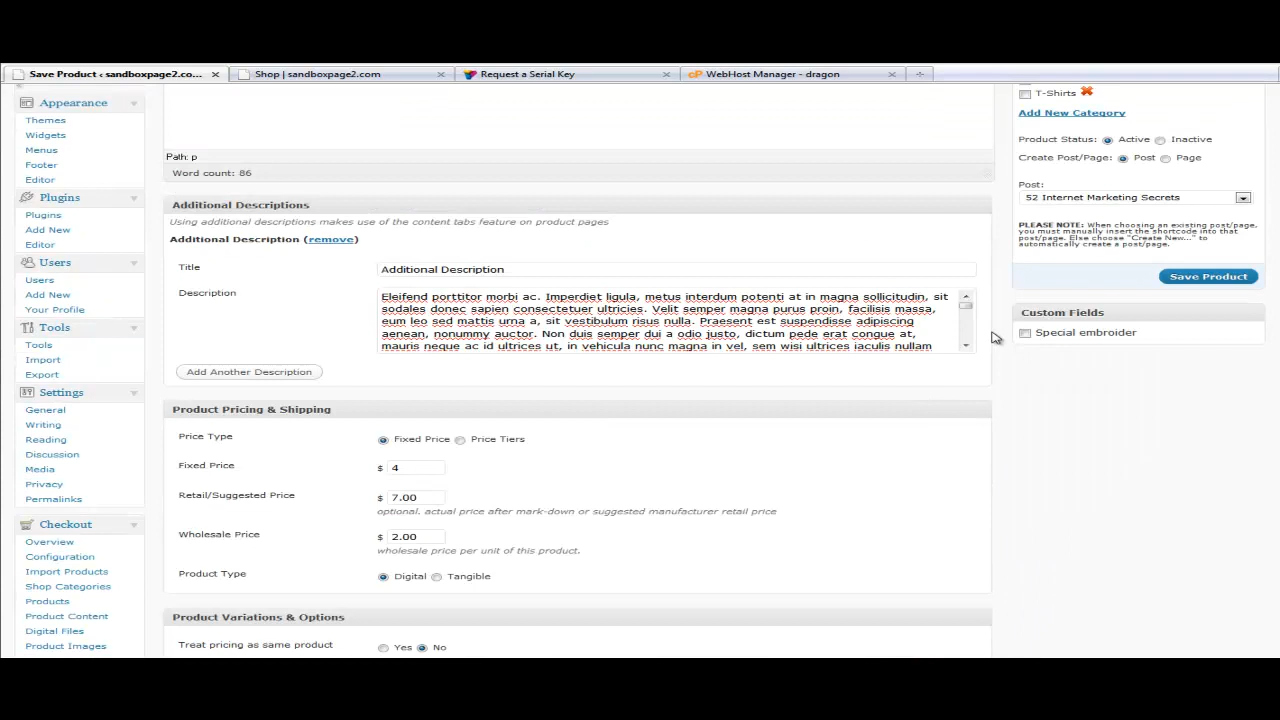 Save Product ‹ sandboxpage2.co...
Shop | sandboxpage2.com
Request a Serial Key
cP WebHost Manager - dragon
Appearance
Themes
Widgets
Menus
Footer
Editor
Plugins
Plugins
Add New
Editor
Users
Users
Add New
Your Profile
Tools
Tools
Import
Export
Settings
General
Writing
Reading
Discussion
Media
Privacy
Permalinks
Checkout
Overview
Configuration
Import Products
Shop Categories
Products
Product Content
Digital Files
Product Images
Path: p
Word count: 86
Additional Descriptions
Using additional descriptions makes use of the content tabs feature on product pages
Additional Description (remove)
Title
Additional Description
Description
Eleifend porttitor morbi ac. Imperdiet ligula, metus interdum potenti at in magna sollicitudin, sit
sodales donec sapien consectetuer ultricies. Velit semper magna purus proin, facilisis massa,
eum leo sed mattis urna a, sit vestibulum risus nulla. Praesent est suspendisse adipiscing
aenean, nonummy auctor. Non duis semper dui a odio justo, dictum pede erat congue at,
mauris neque ac id ultrices ut, in vehicula nunc magna in vel, sem wisi ultrices iaculis nullam
Add Another Description
Product Pricing & Shipping
Price Type
Fixed Price Price Tiers
Fixed Price
$ 4
Retail/Suggested Price
$ 7.00
optional. actual price after mark-down or suggested manufacturer retail price
Wholesale Price
$ 2.00
wholesale price per unit of this product.
Product Type
Digital Tangible
Product Variations & Options
Treat pricing as same product
Yes No
T-Shirts
Add New Category
Product Status: Active Inactive
Create Post/Page: Post Page
Post:
52 Internet Marketing Secrets
PLEASE NOTE: When choosing an existing post/page,
you must manually insert the shortcode into that
post/page. Else choose "Create New..." to
automatically create a post/page.
Save Product
Custom Fields
Special embroider